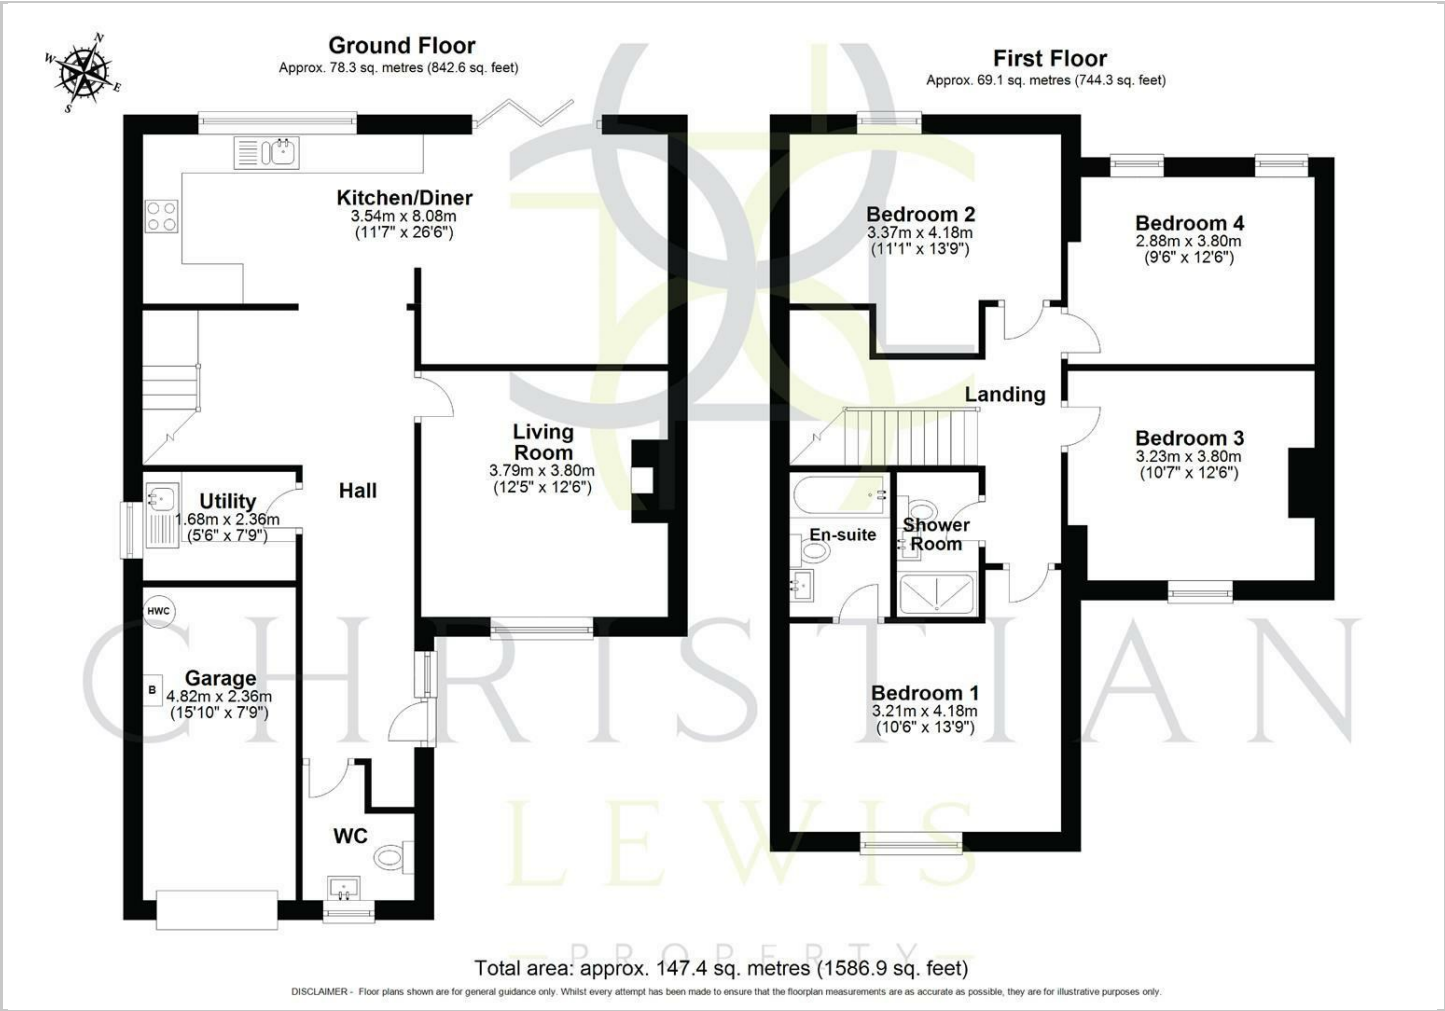 N
W
E
S
Ground Floor
Approx. 78.3 sq. metres (842.6 sq. feet)
First Floor
Approx. 69.1 sq. metres (744.3 sq. feet)
Kitchen/Diner
3.54m x 8.08m
(11'7" x 26'6")
Living
Room
3.79m x 3.80m
(12'5" x 12'6")
Hall
Utility
1.68m x 2.36m
(5'6" x 7'9")
HWC
B
Garage
4.82m x 2.36m
(15'10" x 7'9")
WC
Bedroom 2
3.37m x 4.18m
(11'1" x 13'9")
Bedroom 4
2.88m x 3.80m
(9'6" x 12'6")
Landing
Bedroom 3
3.23m x 3.80m
(10'7" x 12'6")
En-suite
Shower
Room
Bedroom 1
3.21m x 4.18m
(10'6" x 13'9")
CHRISTIAN
LEWIS
PROPERTY
Total area: approx. 147.4 sq. metres (1586.9 sq. feet)
DISCLAIMER - Floor plans shown are for general guidance only. Whilst every attempt has been made to ensure that the floorplan measurements are as accurate as possible, they are for illustrative purposes only.